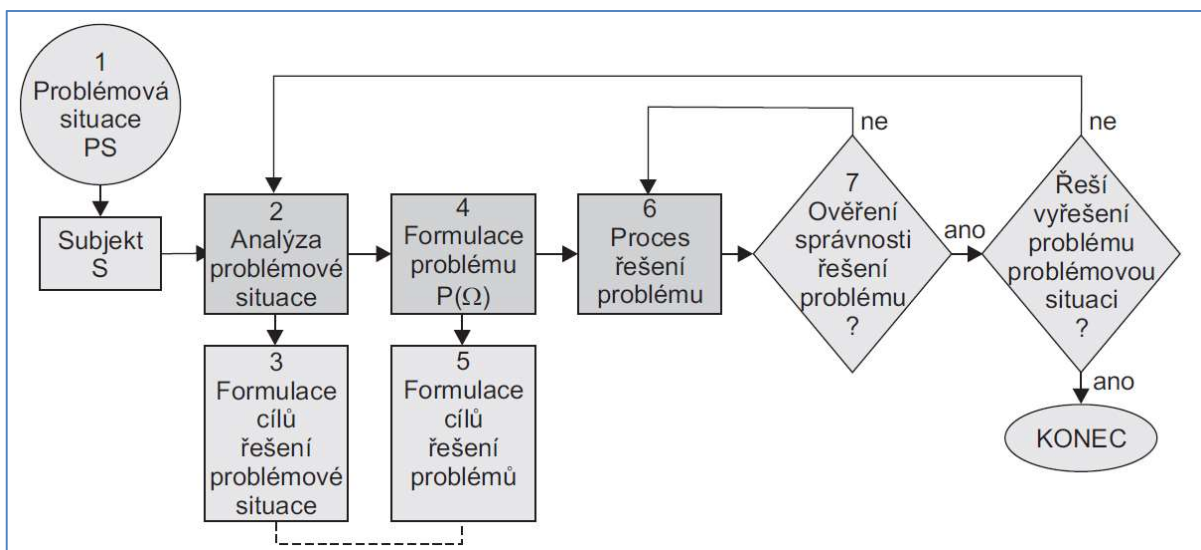 1
Problémová
situace
PS
Subjekt
S
2
Analýza
problémové
situace
3
Formulace
cílů
řešení
problémové
situace
4
Formulace
problému
P(Ω)
5
Formulace
cílů
řešení
problémů
6
Proces
řešení
problému
ne
7
Ověření
správnosti
řešení
problému
?
ano
ne
Řeší
vyřešení
problému
problémovou
situaci
?
ano
KONEC